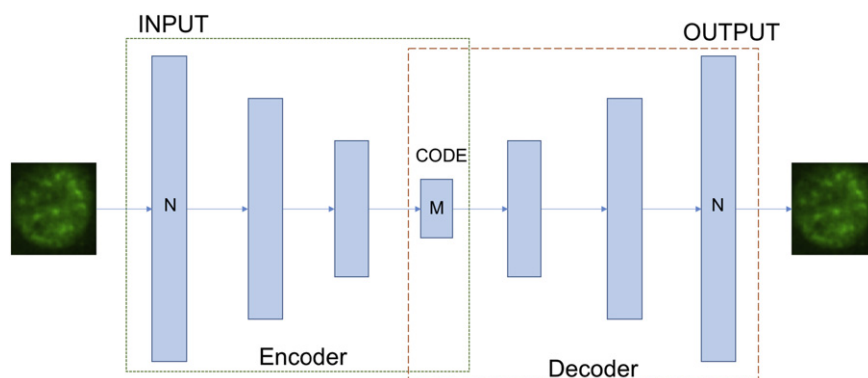 INPUT
OUTPUT
CODE
N
M
N
Encoder
Decoder